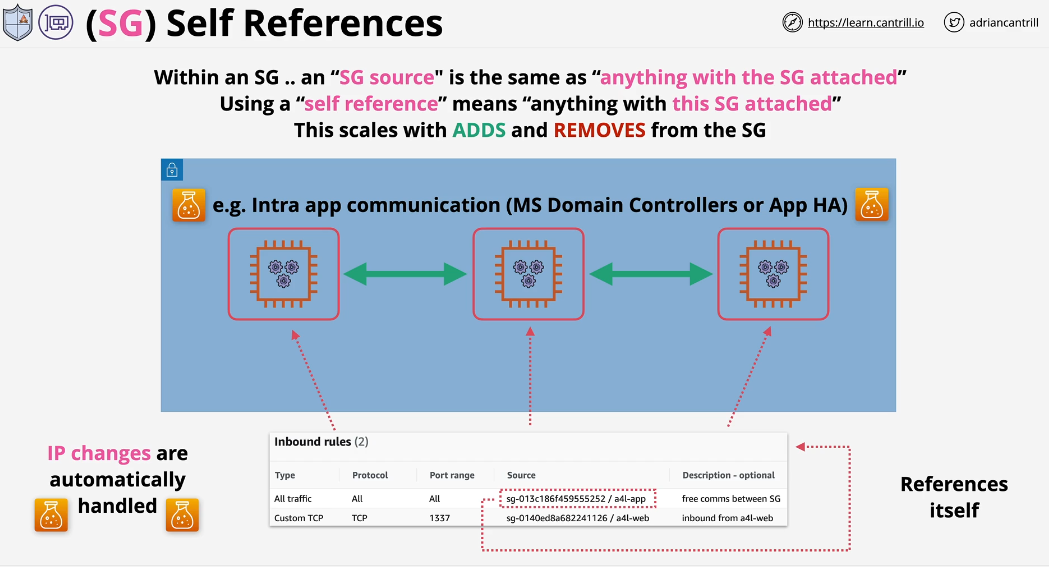 (SG) Self References
https://learn.cantrill.io
adriancantrill
Within an SG .. an “SG source" is the same as “anything with the SG attached”
Using a “self reference” means “anything with this SG attached”
This scales with ADDS and REMOVES from the SG
e.g. Intra app communication (MS Domain Controllers or App HA)
IP changes are
automatically
handled
Inbound rules (2)
Type Protocol Port range Source Description - optional
All traffic All All sg-013c186f459555252 / a4l-app free comms between SG
Custom TCP TCP 1337 sg-0140ed8a682241126 / a4l-web inbound from a4l-web
References
itself